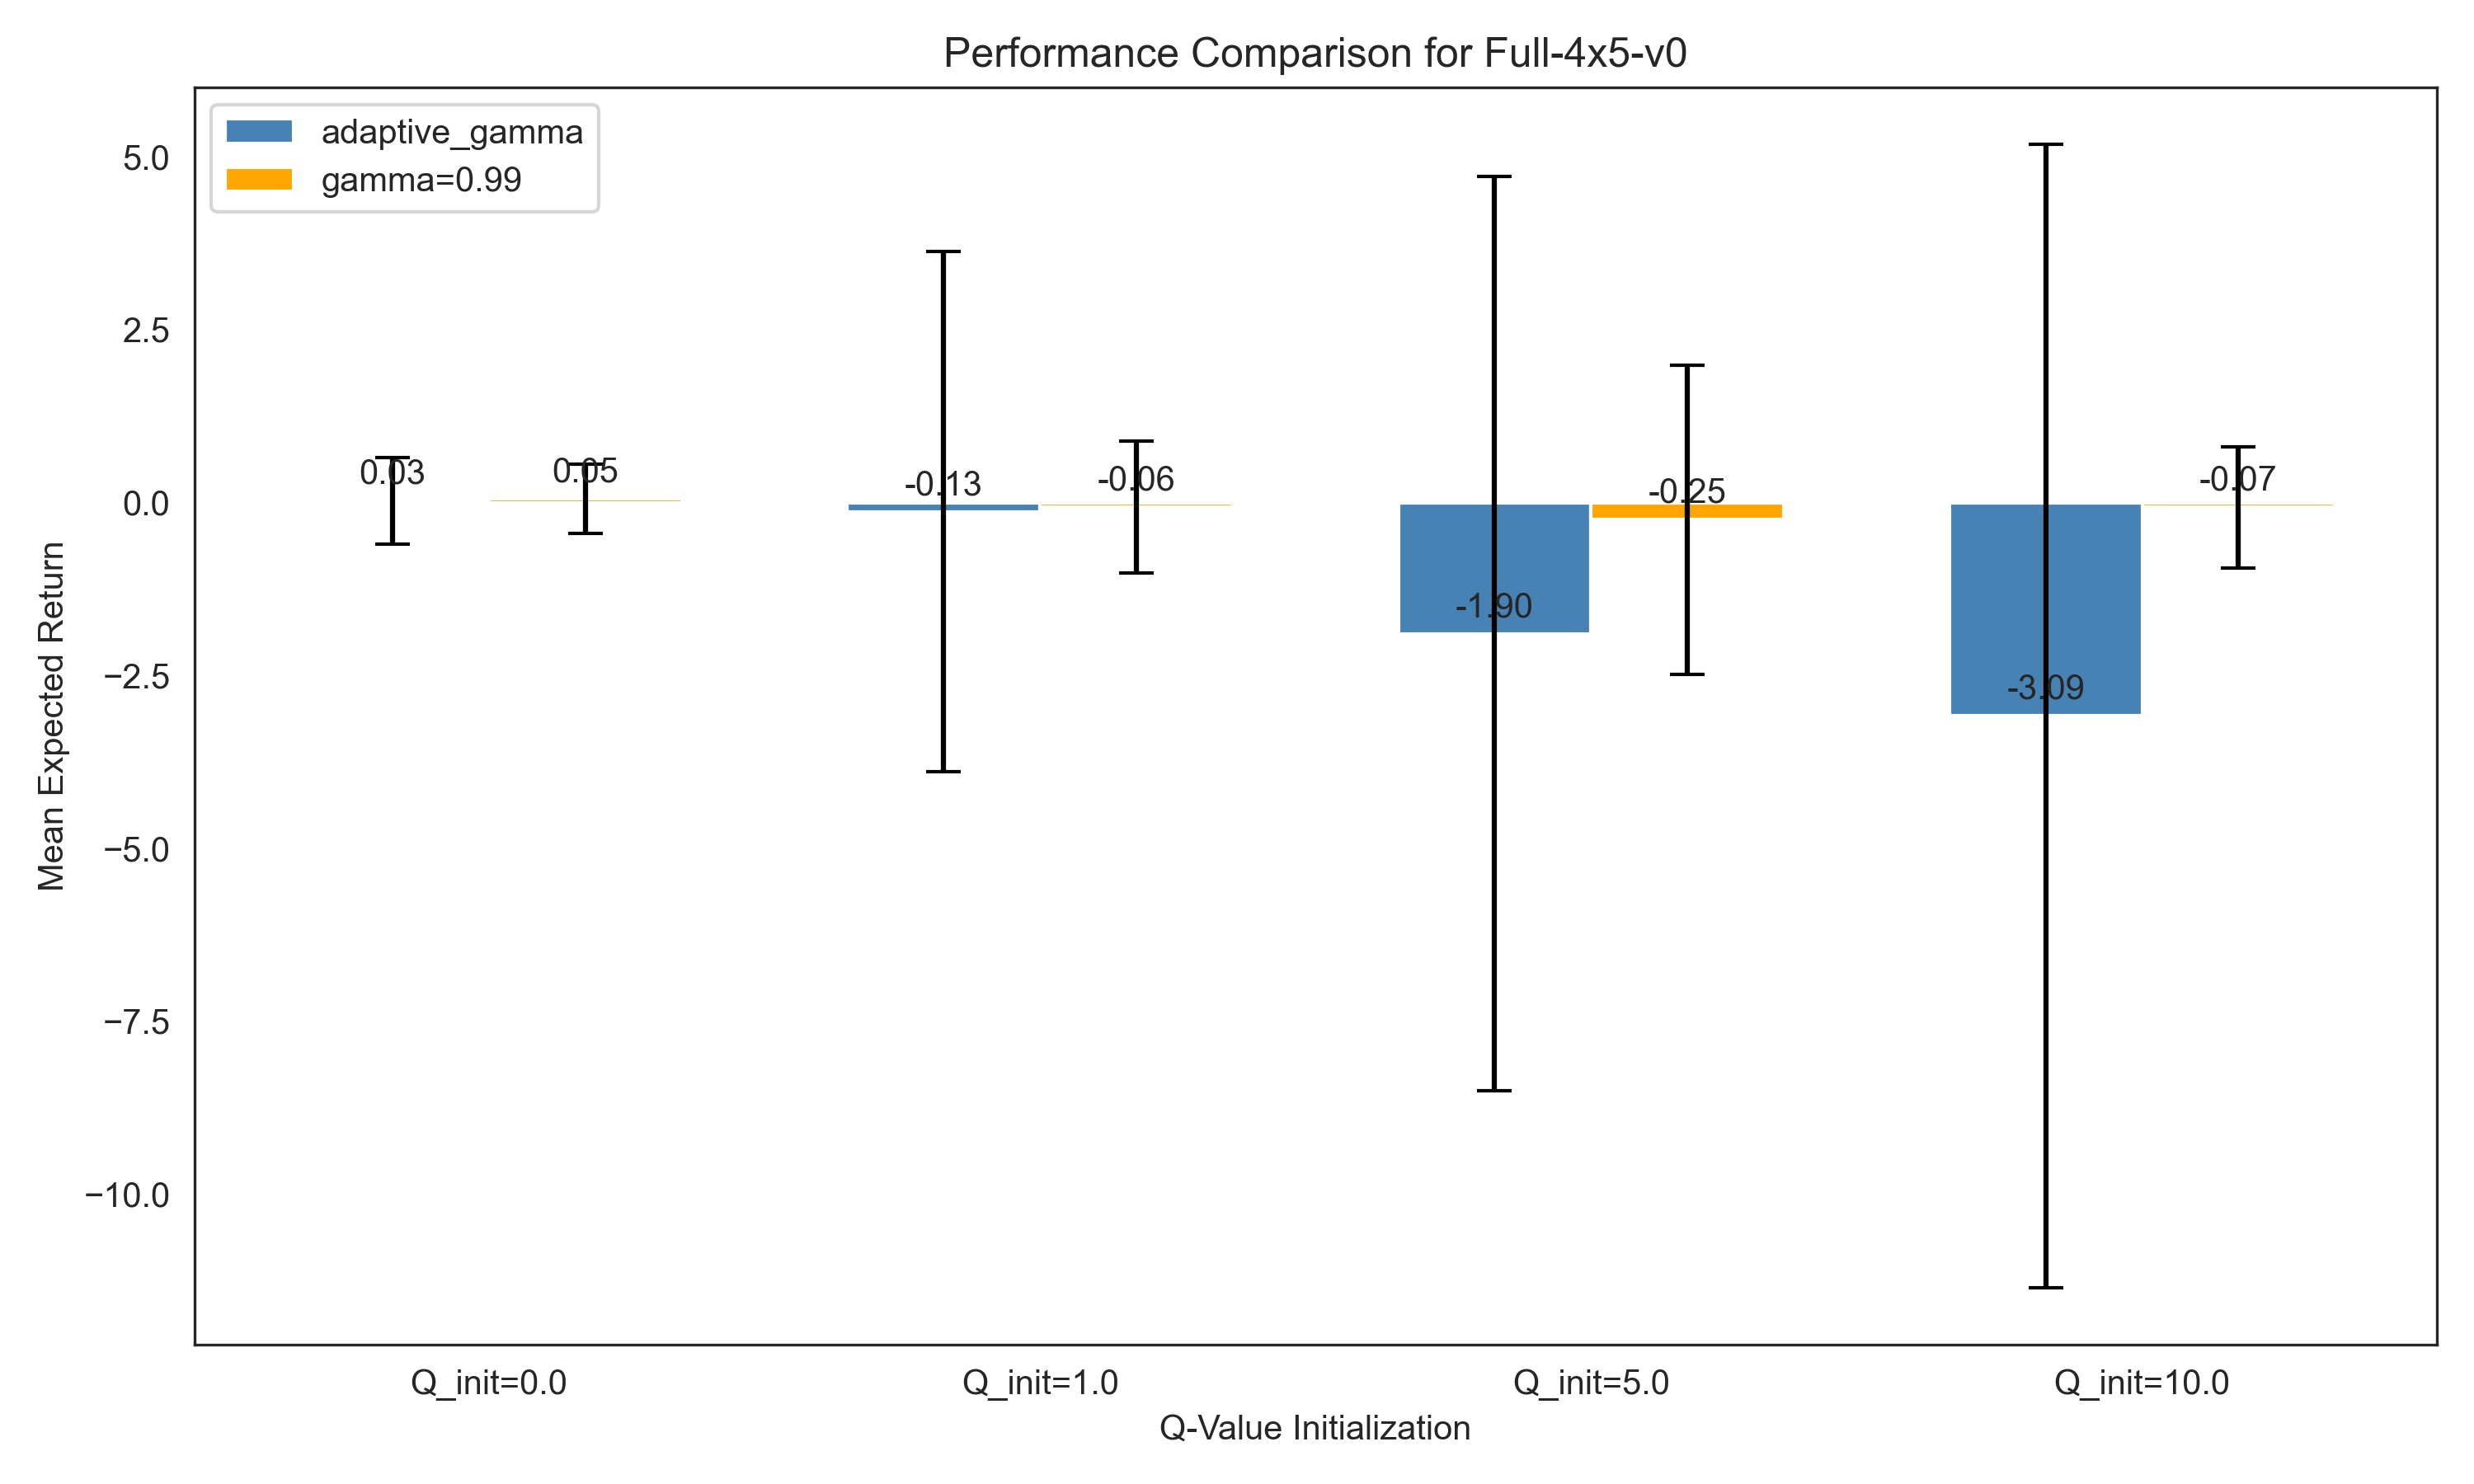 Performance Comparison for Full-4x5-v0
adaptive_gamma
gamma=0.99
5.0
2.5
0.0
−2.5
−5.0
−7.5
−10.0
Mean Expected Return
0.03
0.05
-0.13
-0.06
-1.90
-0.25
-3.09
-0.07
Q_init=0.0
Q_init=1.0
Q_init=5.0
Q_init=10.0
Q-Value Initialization